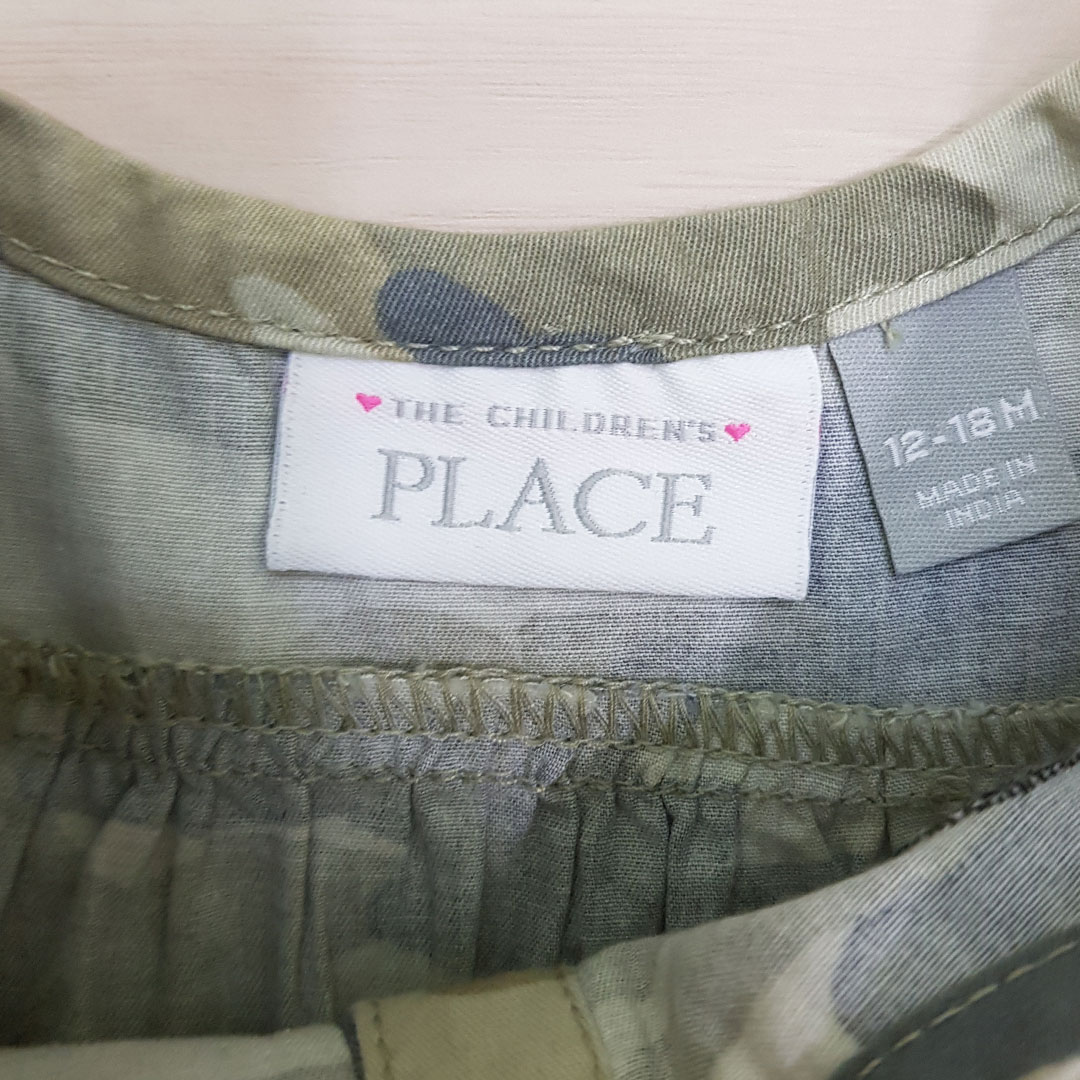 THE CHILDREN'S
PLACE
12-18M
MADE IN
INDIA